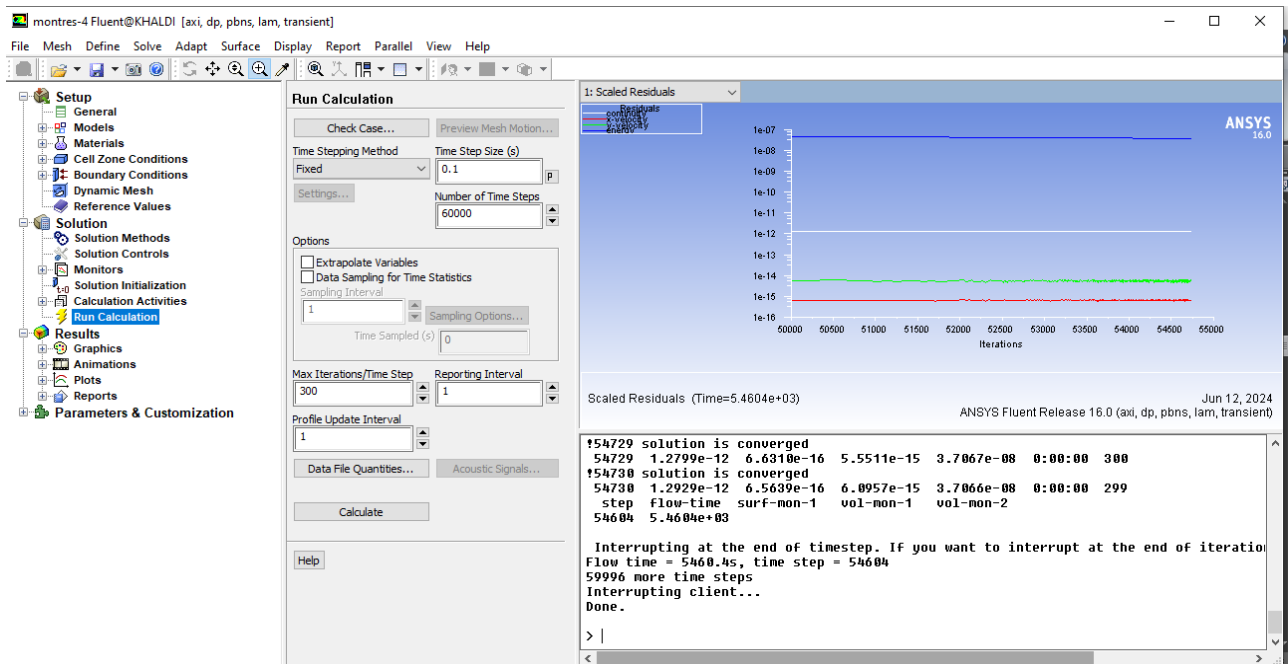 montres-4 Fluent@KHALDI [axi, dp, pbns, lam, transient]
File Mesh Define Solve Adapt Surface Display Report Parallel View Help
Setup
General
Models
Materials
Cell Zone Conditions
Boundary Conditions
Dynamic Mesh
Reference Values
Solution
Solution Methods
Solution Controls
Monitors
Solution Initialization
Calculation Activities
Run Calculation
Results
Graphics
Animations
Plots
Reports
Parameters & Customization
Run Calculation
Check Case... Preview Mesh Motion...
Time Stepping Method Time Step Size (s)
Fixed 0.1 P
Settings... Number of Time Steps
60000
Options
Extrapolate Variables
Data Sampling for Time Statistics
Sampling Interval
1 Sampling Options...
Time Sampled (s) 0
Max Iterations/Time Step Reporting Interval
300 1
Profile Update Interval
1
Data File Quantities... Acoustic Signals...
Calculate
Help
1: Scaled Residuals
Residuals
continuity
x-velocity
y-velocity
energy
ANSYS
16.0
1e-07
1e-08
1e-09
1e-10
1e-11
1e-12
1e-13
1e-14
1e-15
1e-16
50000 50500 51000 51500 52000 52500 53000 53500 54000 54500 55000
Iterations
Scaled Residuals (Time=5.4604e+03) Jun 12, 2024
ANSYS Fluent Release 16.0 (axi, dp, pbns, lam, transient)
!54729 solution is converged
54729 1.2799e-12 6.6310e-16 5.5511e-15 3.7067e-08 0:00:00 300
!54730 solution is converged
54730 1.2929e-12 6.5639e-16 6.0957e-15 3.7066e-08 0:00:00 299
step flow-time surf-mon-1 vol-mon-1 vol-mon-2
54604 5.4604e+03
Interrupting at the end of timestep. If you want to interrupt at the end of iteratio
Flow time = 5460.4s, time step = 54604
59996 more time steps
Interrupting client...
Done.
>